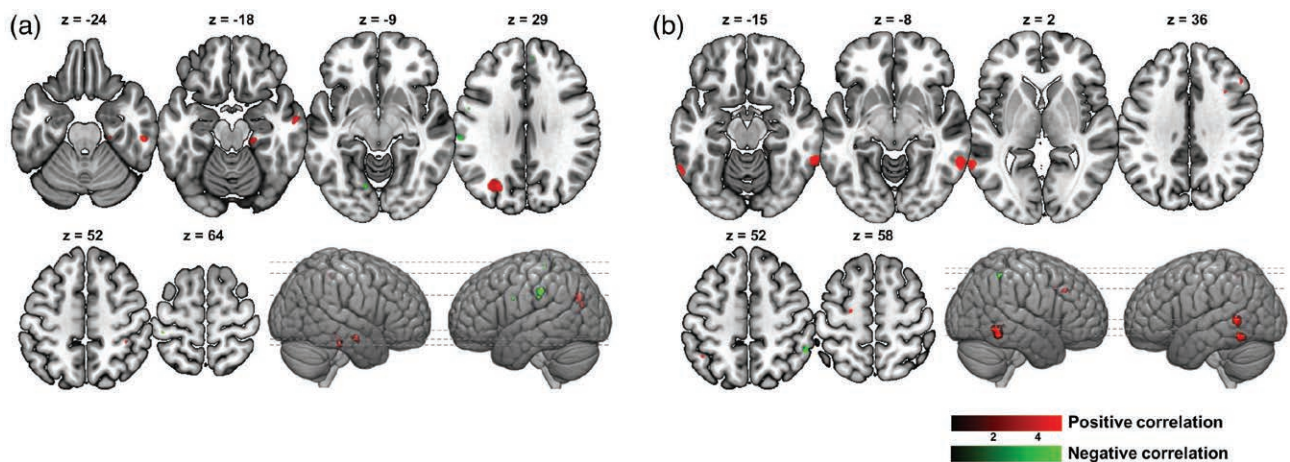 (a) z = -24 z = -18 z = -9 z = 29
z = 52 z = 64
(b) z = -15 z = -8 z = 2 z = 36
z = 52 z = 58
Positive correlation
2 4
Negative correlation